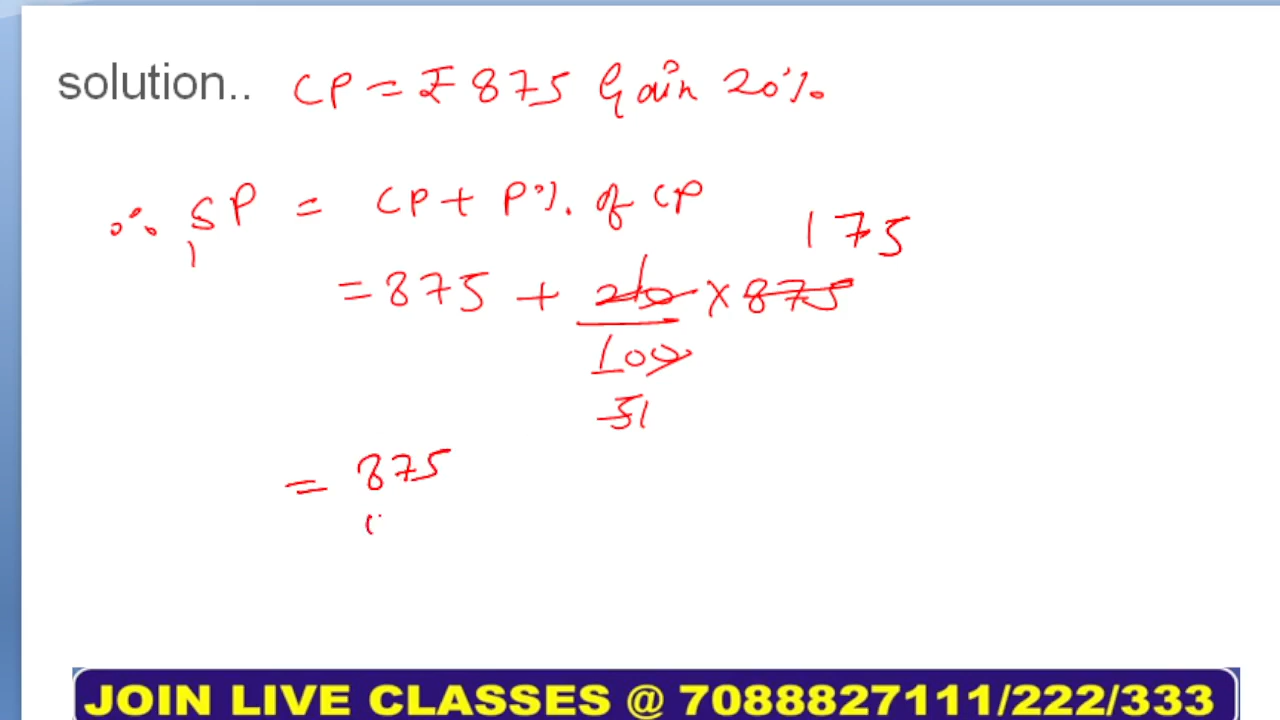 solution.. CP = ₹ 875 Gain 20%
∴ SP = CP + P%. of CP
175
= 875 + 20 × 875
100
51
= 875
JOIN LIVE CLASSES @ 7088827111/222/333